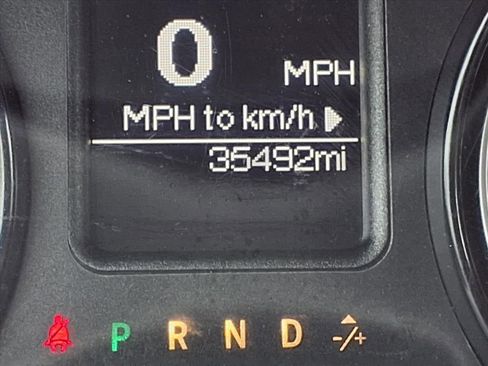 0
MPH
MPH to km/h
35492mi
P R N D -/+